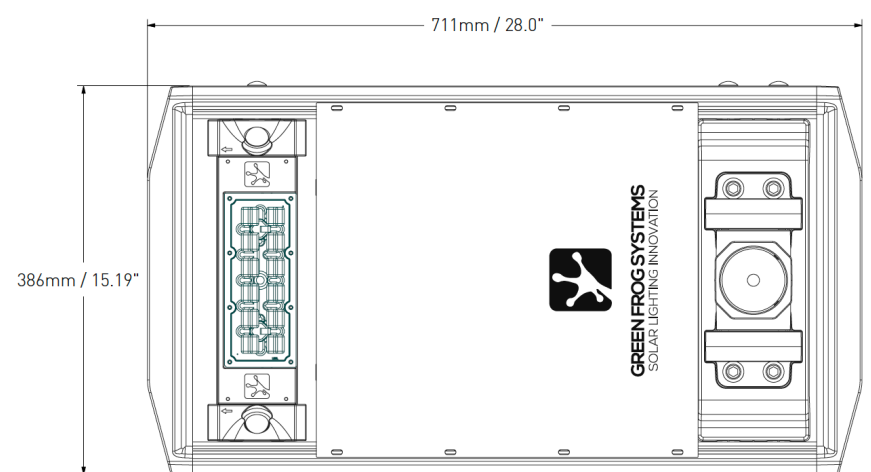 711mm / 28.0"
386mm / 15.19"
GREEN FROG SYSTEMS
SOLAR LIGHTING INNOVATION